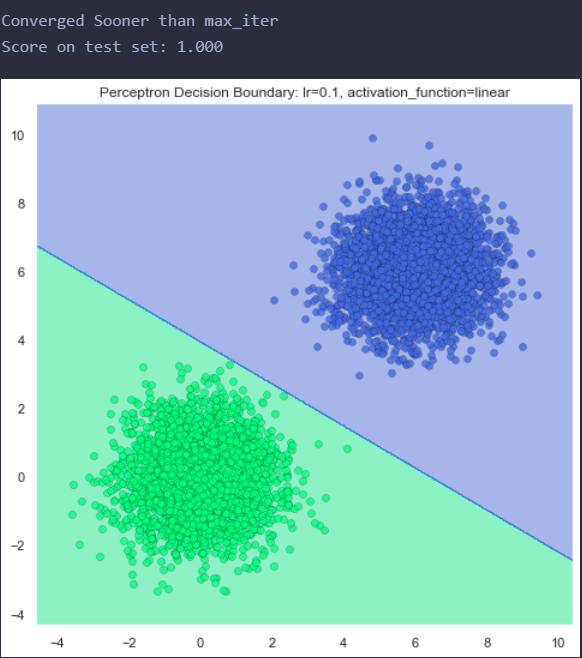 Converged Sooner than max_iter
Score on test set: 1.000
Perceptron Decision Boundary: lr=0.1, activation_function=linear
10
8
6
4
2
0
−2
−4
−4 −2 0 2 4 6 8 10